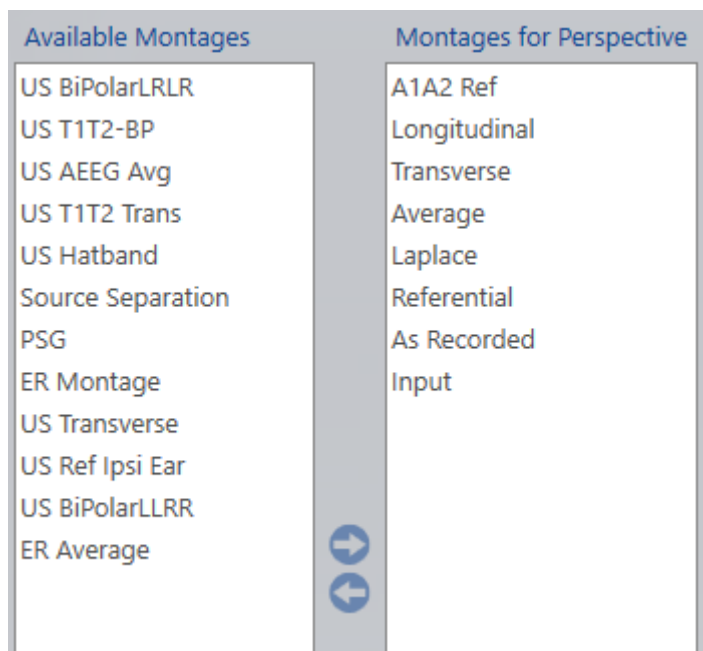 Available Montages
US BiPolarLRLR
US T1T2-BP
US AEEG Avg
US T1T2 Trans
US Hatband
Source Separation
PSG
ER Montage
US Transverse
US Ref Ipsi Ear
US BiPolarLLRR
ER Average
Montages for Perspective
A1A2 Ref
Longitudinal
Transverse
Average
Laplace
Referential
As Recorded
Input